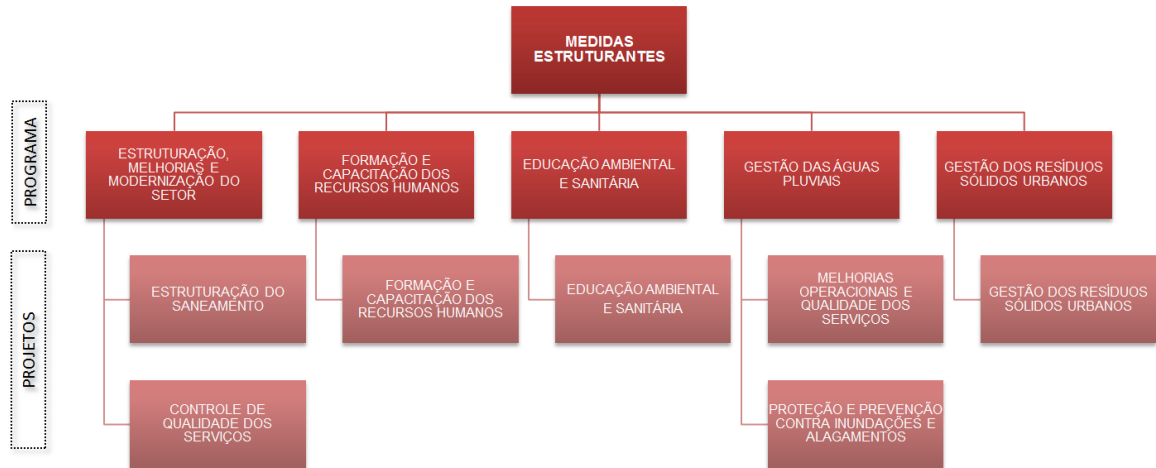 MEDIDAS
ESTRUTURANTES
PROGRAMA
ESTRUTURAÇÃO,
MELHORIAS E
MODERNIZAÇÃO DO
SETOR
FORMAÇÃO E
CAPACITAÇÃO DOS
RECURSOS HUMANOS
EDUCAÇÃO AMBIENTAL
E SANITÁRIA
GESTÃO DAS ÁGUAS
PLUVIAIS
GESTÃO DOS RESÍDUOS
SÓLIDOS URBANOS
PROJETOS
ESTRUTURAÇÃO DO
SANEAMENTO
FORMAÇÃO E
CAPACITAÇÃO DOS
RECURSOS HUMANOS
EDUCAÇÃO AMBIENTAL
E SANITÁRIA
MELHORIAS
OPERACIONAIS E
QUALIDADE DOS
SERVIÇOS
GESTÃO DOS RESÍDUOS
SÓLIDOS URBANOS
CONTROLE DE
QUALIDADE DOS
SERVIÇOS
PROTEÇÃO E PREVENÇÃO
CONTRA INUNDAÇÕES E
ALAGAMENTOS